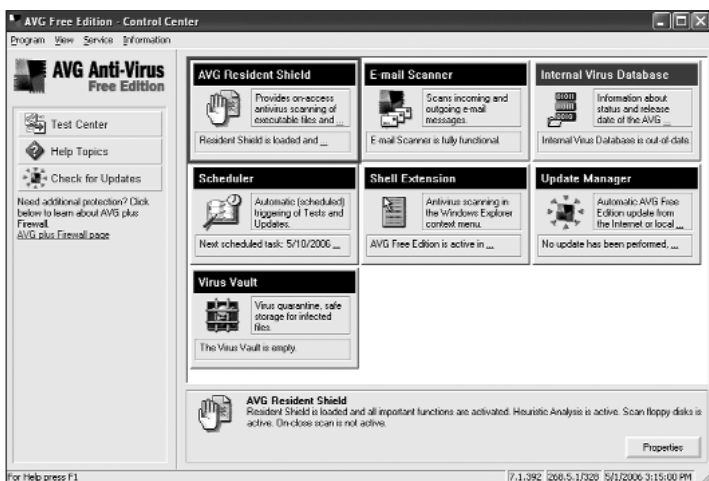 AVG Free Edition - Control Center
Program View Service Information
AVG Anti-Virus
Free Edition
Test Center
Help Topics
Check for Updates
Need additional protection? Click
below to learn about AVG plus
Firewall.
AVG plus Firewall page
AVG Resident Shield
Provides on-access
antivirus scanning of
executable files and ...
Resident Shield is loaded and ...
E-mail Scanner
Scans incoming and
outgoing e-mail
messages.
E-mail Scanner is fully functional.
Internal Virus Database
Information about
status and release
date of the AVG ...
Internal Virus Database is out-of-date.
Scheduler
Automatic (scheduled)
triggering of Tests and
Updates.
Next scheduled task: 5/10/2006 ...
Shell Extension
Antivirus scanning in
the Windows Explorer
context menu.
AVG Free Edition is active in ...
Update Manager
Automatic AVG Free
Edition update from
the Internet or local ...
No update has been performed, ...
Virus Vault
Virus quarantine, safe
storage for infected
files.
The Virus Vault is empty.
AVG Resident Shield
Resident Shield is loaded and all important functions are activated. Heuristic Analysis is active. Scan floppy disks is
active. On-close scan is not active.
Properties
For Help press F1
7.1.392 268.5.1/328 5/1/2006 3:15:00 PM